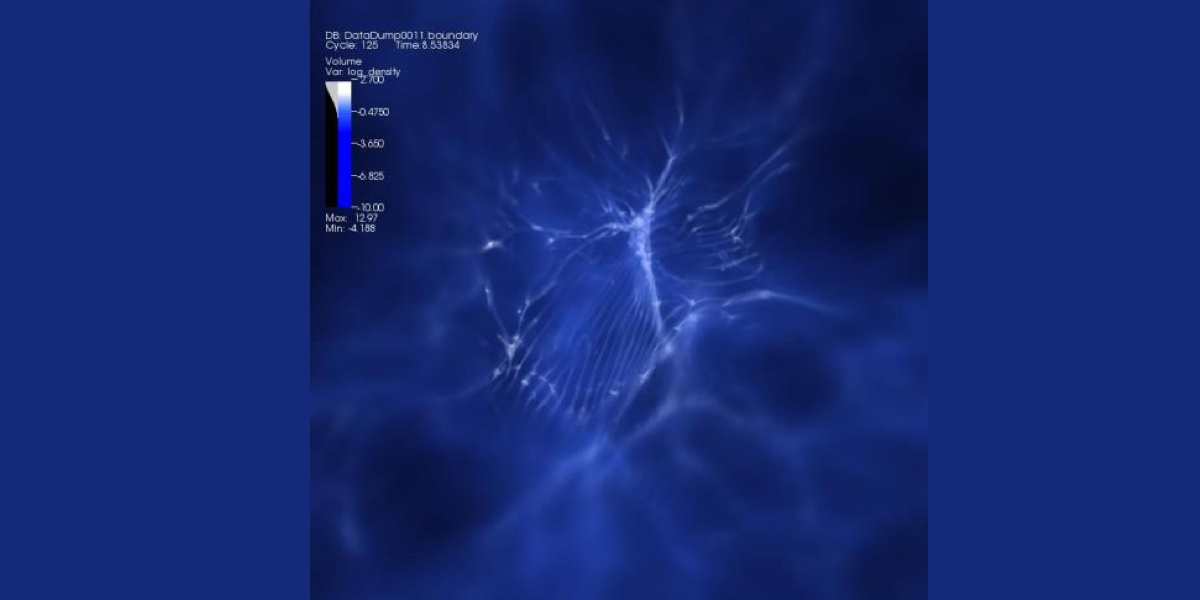 DB: DataDump0011.boundary
Cycle: 125 Time:8.53834
Volume
Var: log_density
2.700
-0.4750
-3.650
-6.825
-10.00
Max: 12.97
Min: -4.188